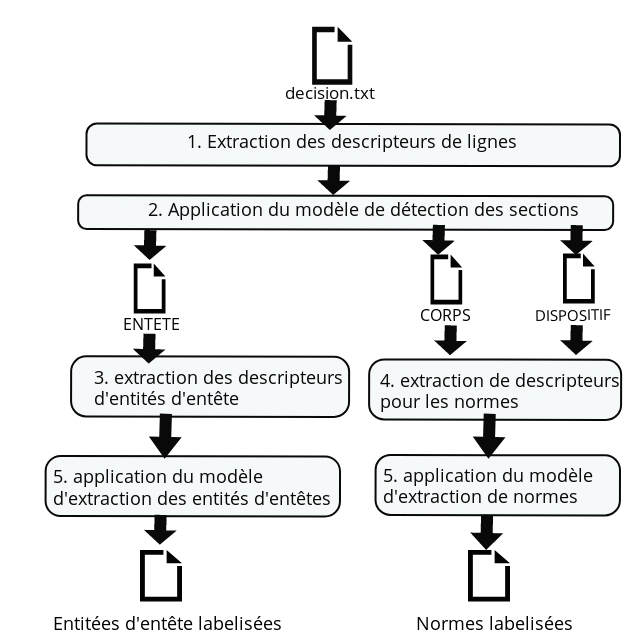 decision.txt
1. Extraction des descripteurs de lignes
2. Application du modèle de détection des sections
ENTETE
CORPS
DISPOSITIF
3. extraction des descripteurs
d'entités d'entête
4. extraction de descripteurs
pour les normes
5. application du modèle
d'extraction des entités d'entêtes
5. application du modèle
d'extraction de normes
Entitées d'entête labelisées
Normes labelisées